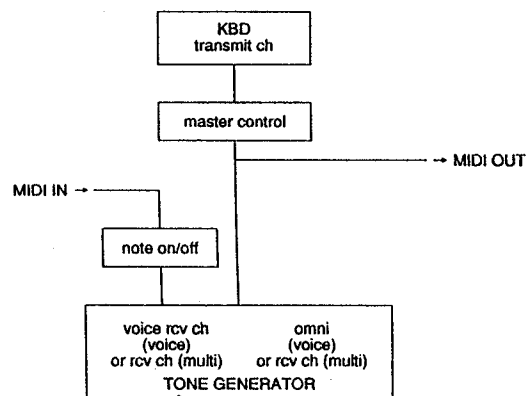 KBD
transmit ch
master control
→ MIDI OUT
MIDI IN →
note on/off
voice rcv ch
(voice)
or rcv ch (multi)
omni
(voice)
or rcv ch (multi)
TONE GENERATOR